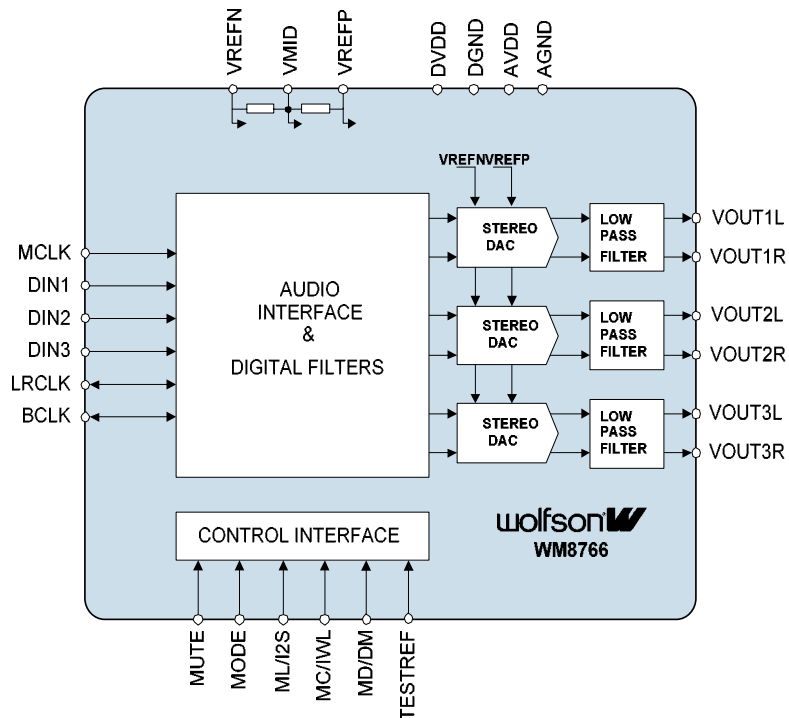 VREFN
VMID
VREFP
DVDD
DGND
AVDD
AGND
VREFNVREFP
MCLK
DIN1
DIN2
DIN3
LRCLK
BCLK
AUDIO
INTERFACE
&
DIGITAL FILTERS
STEREO
DAC
LOW
PASS
FILTER
VOUT1L
VOUT1R
STEREO
DAC
LOW
PASS
FILTER
VOUT2L
VOUT2R
STEREO
DAC
LOW
PASS
FILTER
VOUT3L
VOUT3R
CONTROL INTERFACE
wolfson
WM8766
MUTE
MODE
ML/I2S
MC/IWL
MD/DM
TESTREF